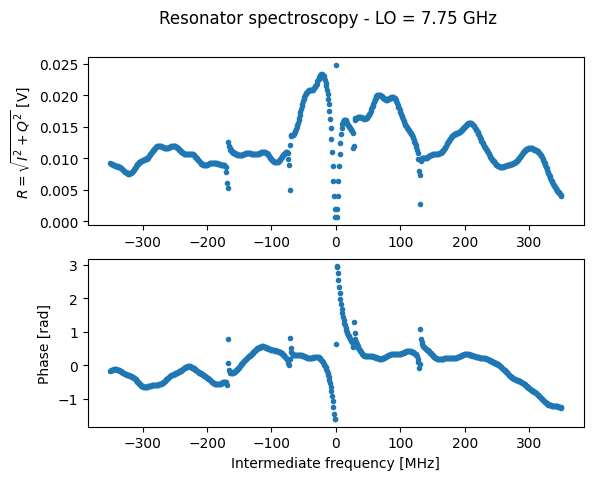 Resonator spectroscopy - LO = 7.75 GHz
R = √I² + Q² [V]
0.025
0.020
0.015
0.010
0.005
0.000
−300 −200 −100 0 100 200 300
Phase [rad]
3
2
1
0
−1
−300 −200 −100 0 100 200 300
Intermediate frequency [MHz]